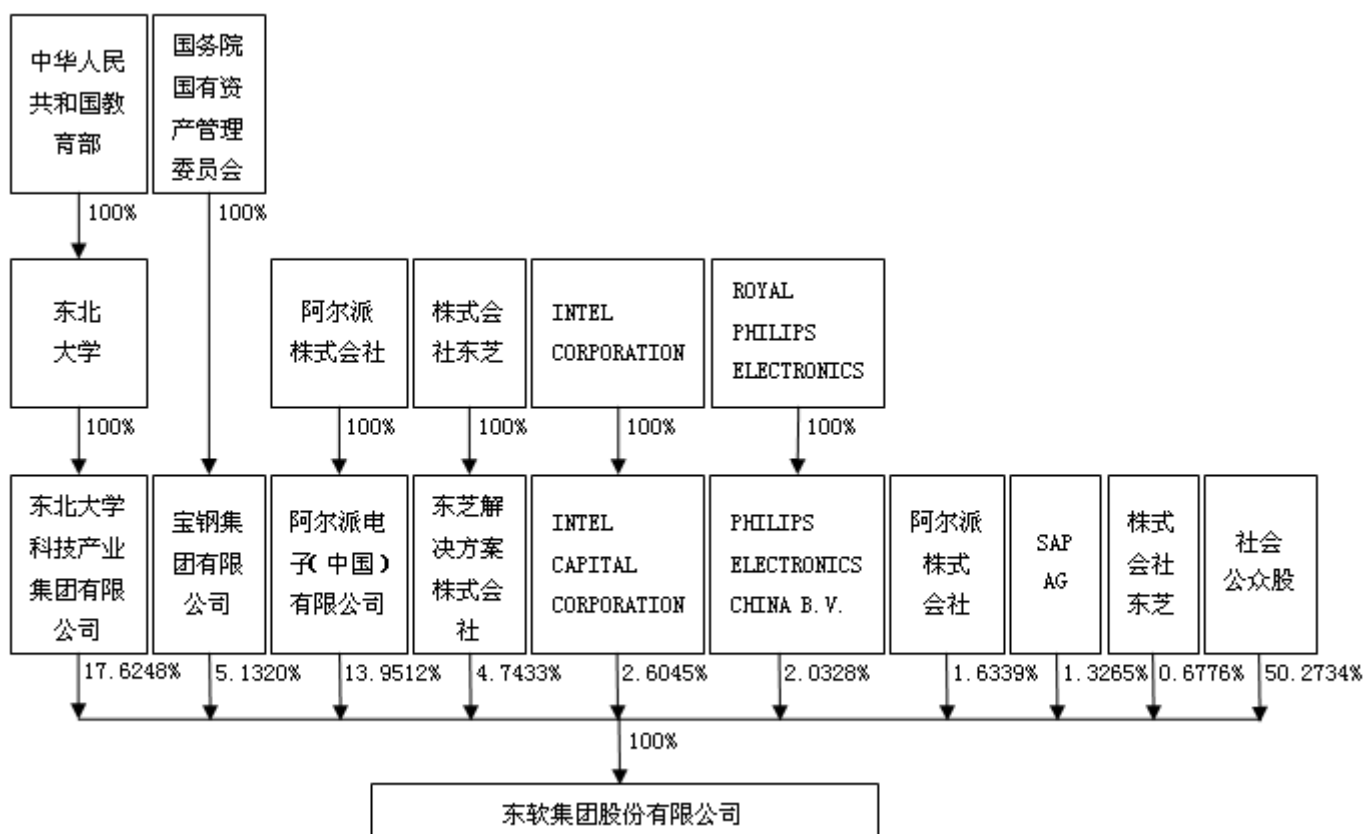 中华人民
共和国教
育部
国务院
国有资
产管理
委员会
100%
100%
东北
大学
阿尔派
株式会社
株式会
社东芝
INTEL
CORPORATION
ROYAL
PHILIPS
ELECTRONICS
100%
100%
100%
100%
100%
东北大学
科技产业
集团有限
公司
宝钢集
团有限
公司
阿尔派电
子(中国)
有限公司
东芝解
决方案
株式会
社
INTEL
CAPITAL
CORPORATION
PHILIPS
ELECTRONICS
CHINA B.V.
阿尔派
株式
会社
SAP
AG
株式
会社
东芝
社会
公众股
17.6248%
5.1320%
13.9512%
4.7433%
2.6045%
2.0328%
1.6339%
1.3265%
0.6776%
50.2734%
100%
东软集团股份有限公司